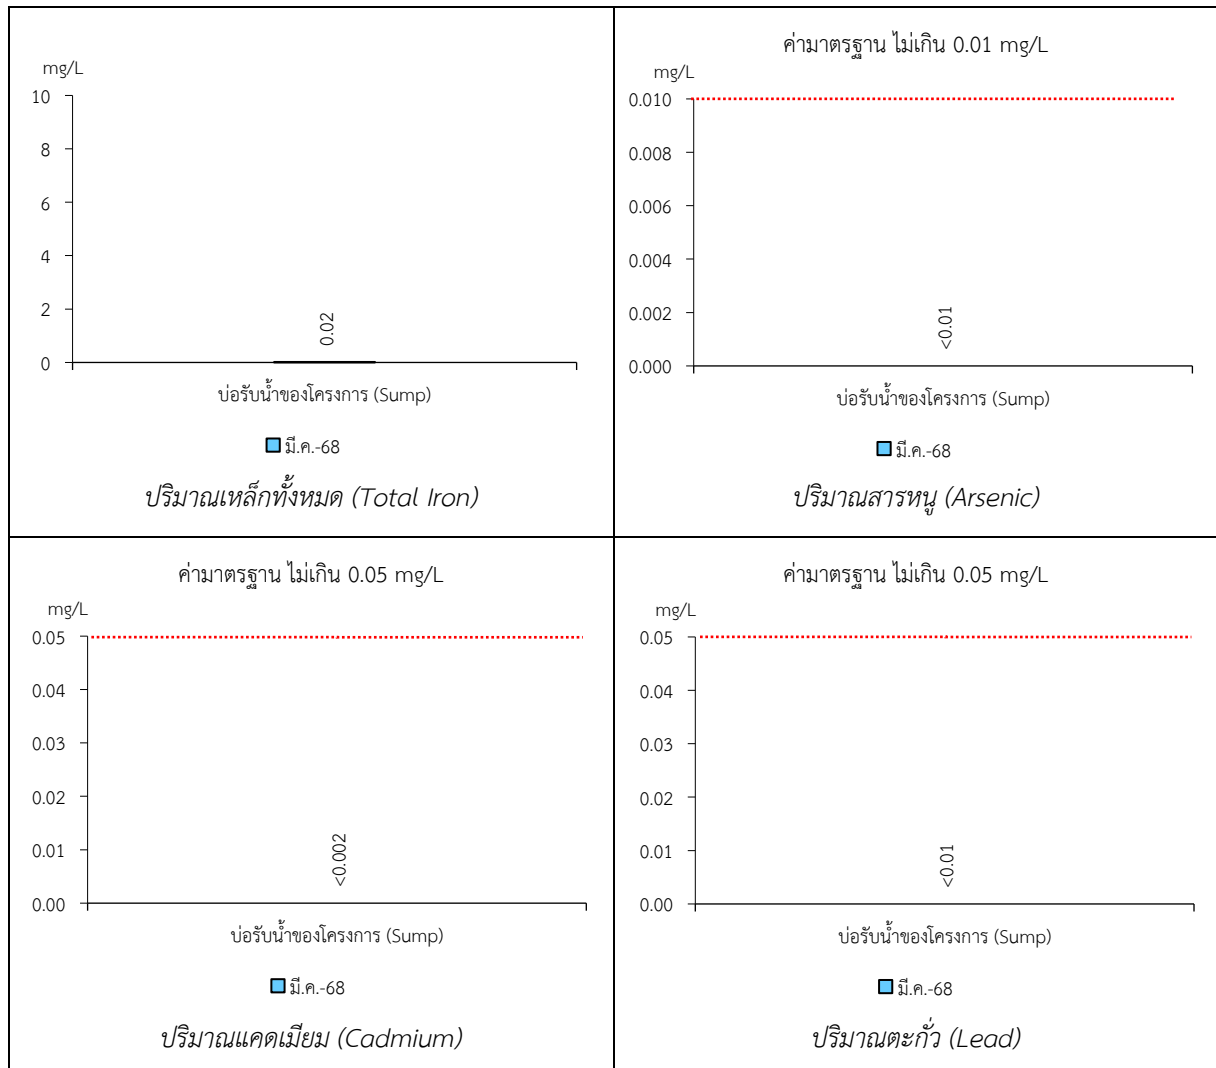 mg/L
10
8
6
4
2
0
0.02
บ่อรับน้ำของโครงการ (Sump)
มี.ค.-68
ปริมาณเหล็กทั้งหมด (Total Iron)
ค่ามาตรฐาน ไม่เกิน 0.01 mg/L
mg/L
0.010
0.008
0.006
0.004
0.002
0.000
<0.01
บ่อรับน้ำของโครงการ (Sump)
มี.ค.-68
ปริมาณสารหนู (Arsenic)
ค่ามาตรฐาน ไม่เกิน 0.05 mg/L
mg/L
0.05
0.04
0.03
0.02
0.01
0.00
<0.002
บ่อรับน้ำของโครงการ (Sump)
มี.ค.-68
ปริมาณแคดเมียม (Cadmium)
ค่ามาตรฐาน ไม่เกิน 0.05 mg/L
mg/L
0.05
0.04
0.03
0.02
0.01
0.00
<0.01
บ่อรับน้ำของโครงการ (Sump)
มี.ค.-68
ปริมาณตะกั่ว (Lead)